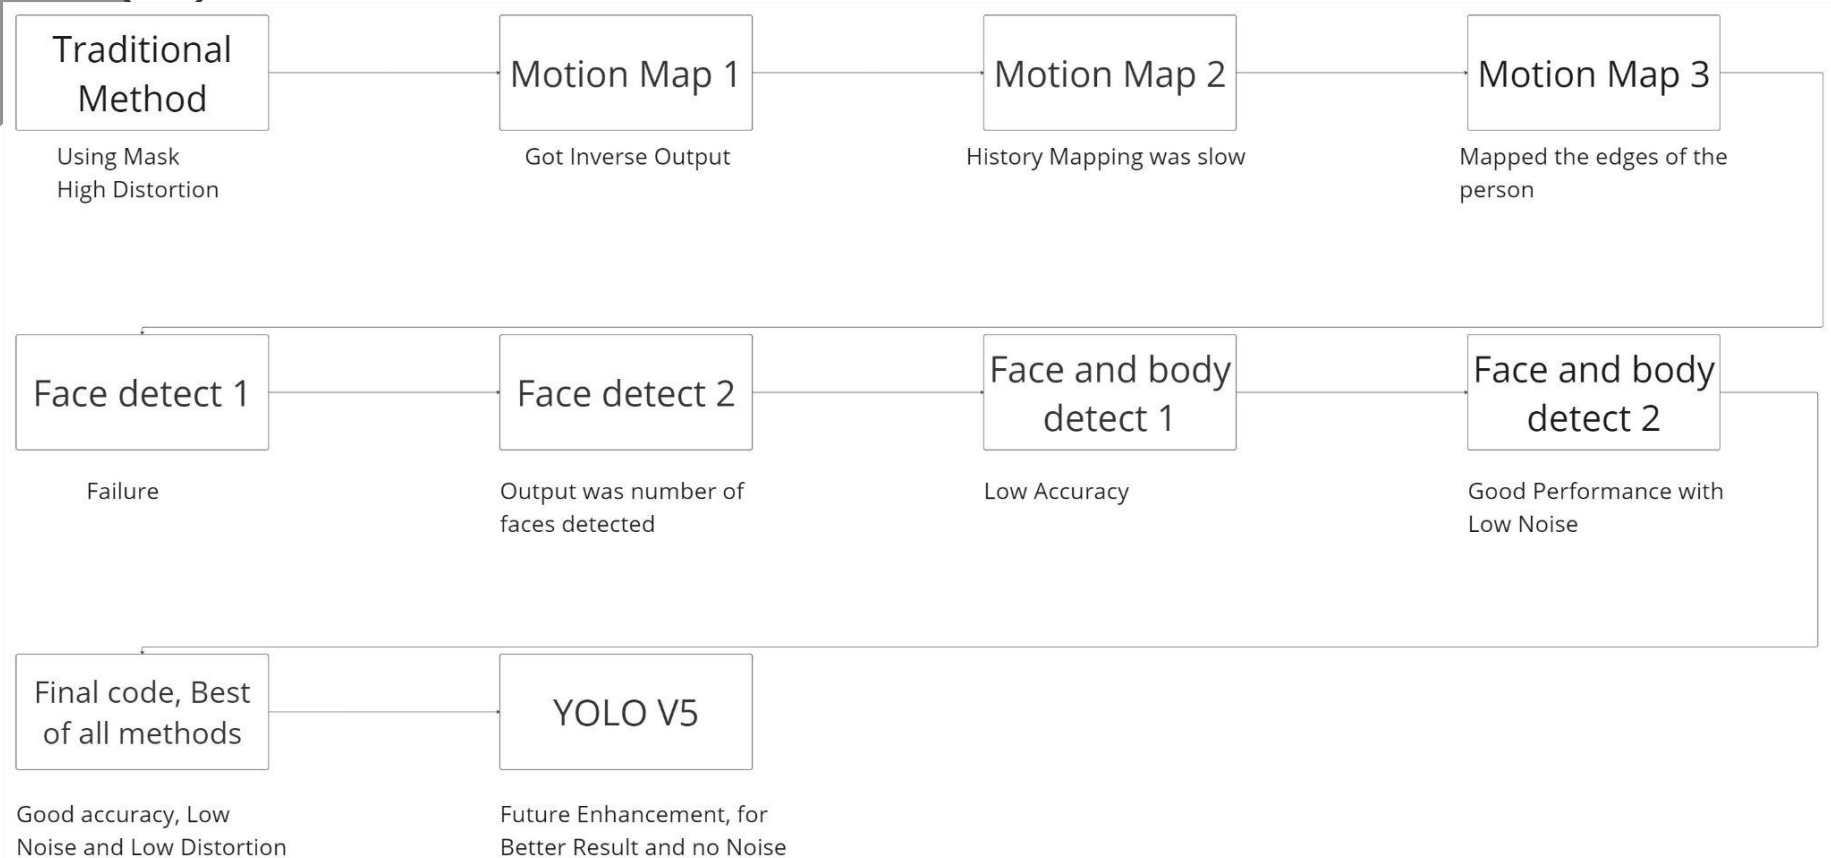 Traditional
Method
Motion Map 1
Motion Map 2
Motion Map 3
Using Mask
High Distortion
Got Inverse Output
History Mapping was slow
Mapped the edges of the
person
Face detect 1
Face detect 2
Face and body
detect 1
Face and body
detect 2
Failure
Output was number of
faces detected
Low Accuracy
Good Performance with
Low Noise
Final code, Best
of all methods
YOLO V5
Good accuracy, Low
Noise and Low Distortion
Future Enhancement, for
Better Result and no Noise